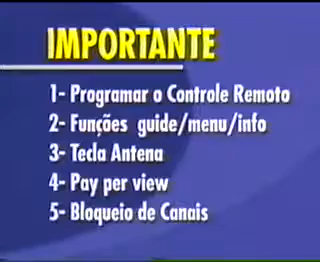 IMPORTANTE
1- Programar o Controle Remoto
2- Funções guide/menu/info
3- Tecla Antena
4- Pay per view
5- Bloqueio de Canais